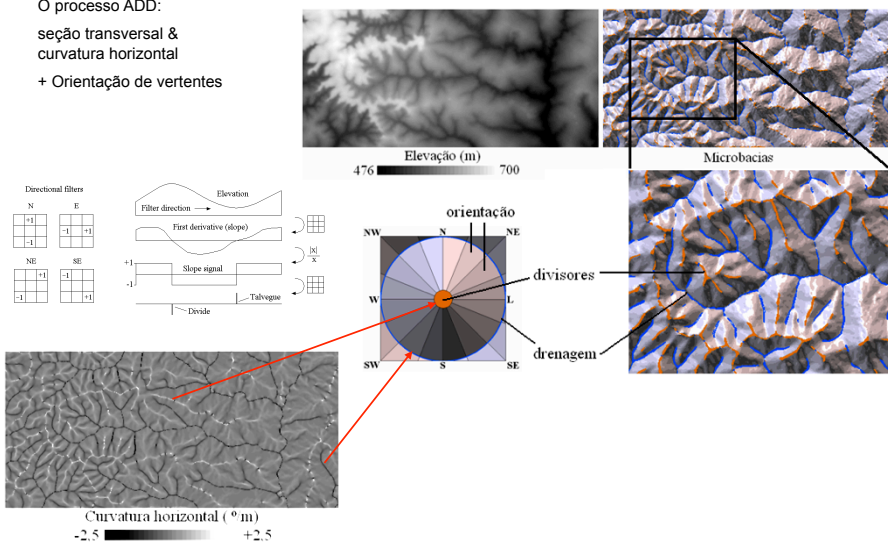 O processo ADD:
seção transversal &
curvatura horizontal
+ Orientação de vertentes
Elevação (m)
476 700
Microbacias
Directional filters
N E
+1
-1
-1 +1
NE SE
+1
-1
-1
+1
Elevation
Filter direction
First derivative (slope)
|x|
x
Slope signal
+1
-1
Talvegue
Divide
orientação
NW N NE
W L
SW S SE
divisores
drenagem
Curvatura horizontal ( º/m)
-2,5 +2,5